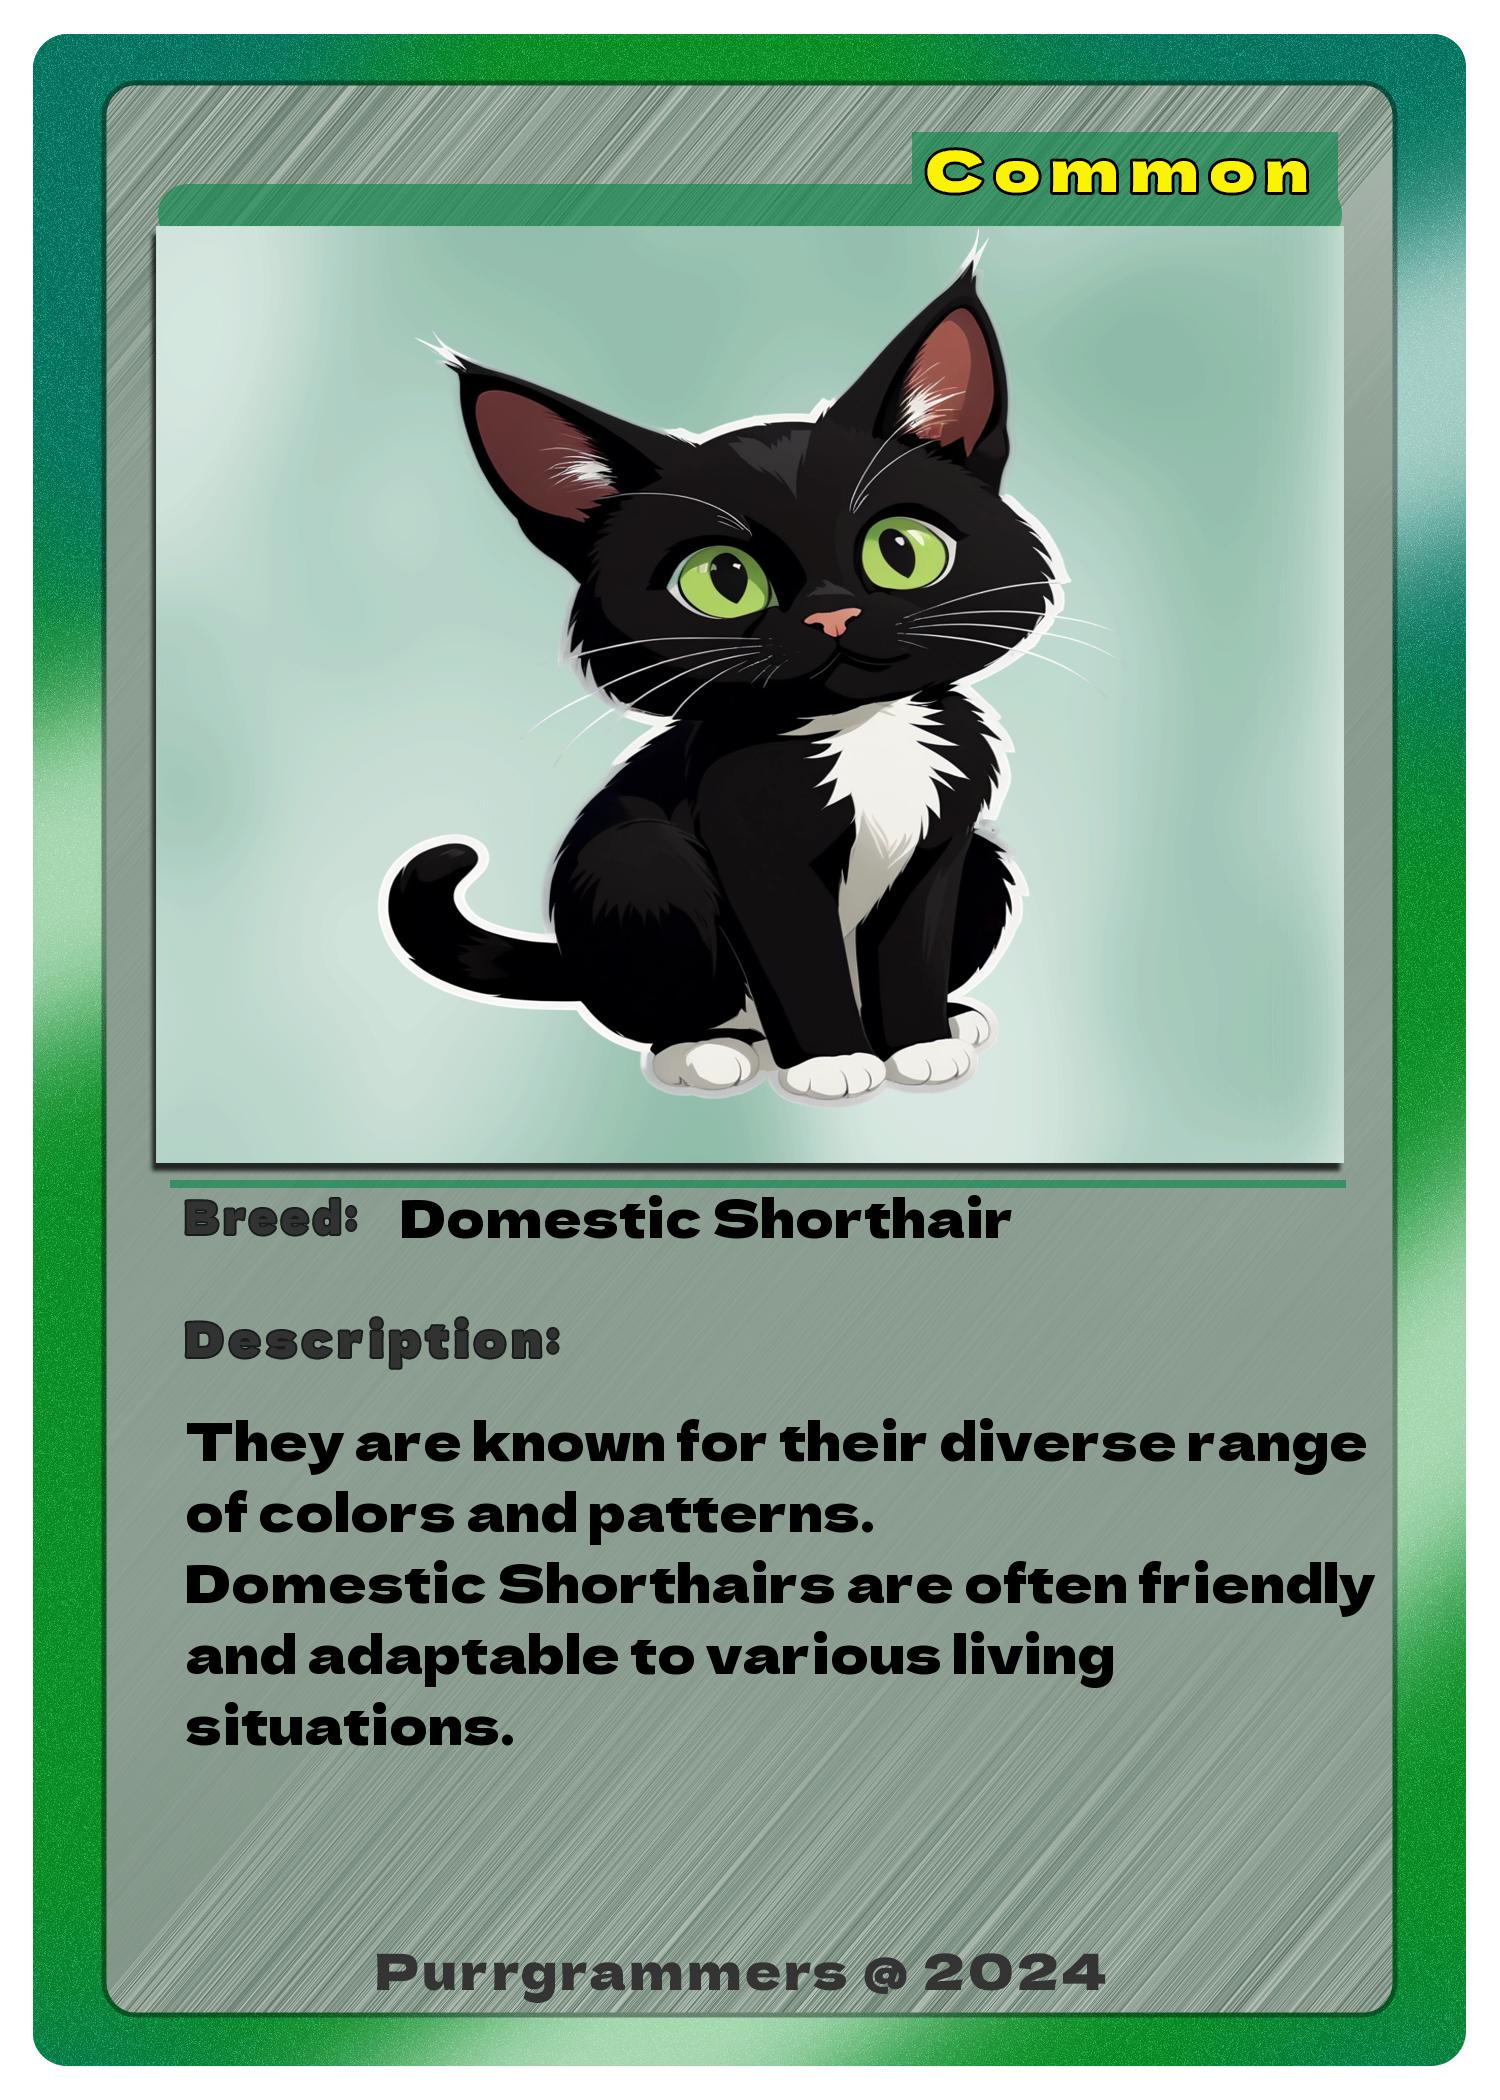 Common
Breed: Domestic Shorthair
Description:
They are known for their diverse range
of colors and patterns.
Domestic Shorthairs are often friendly
and adaptable to various living
situations.
Purrgrammers @ 2024